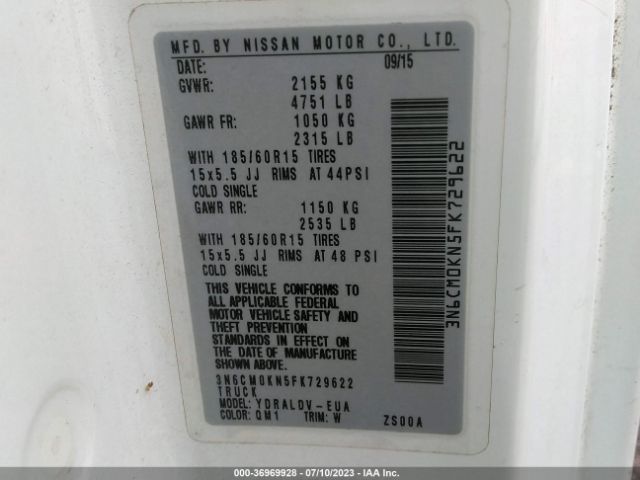 MFD. BY NISSAN MOTOR CO., LTD.
DATE: 09/15
GVWR: 2155 KG
4751 LB
GAWR FR: 1050 KG
2315 LB
WITH 185/60R15 TIRES
15x5.5 JJ RIMS AT 44PSI
COLD SINGLE
GAWR RR: 1150 KG
2535 LB
WITH 185/60R15 TIRES
15x5.5 JJ RIMS AT 48 PSI
COLD SINGLE
THIS VEHICLE CONFORMS TO
ALL APPLICABLE FEDERAL
MOTOR VEHICLE SAFETY AND
THEFT PREVENTION
STANDARDS IN EFFECT ON
THE DATE OF MANUFACTURE
SHOWN ABOVE.
3N6CM0KN5FK729622
TRUCK
MODEL: YDRALDV-EUA
COLOR: QM1 TRIM: W ZS00A
3N6CM0KN5FK729622
000-36969928 - 07/10/2023 - IAAI.COM